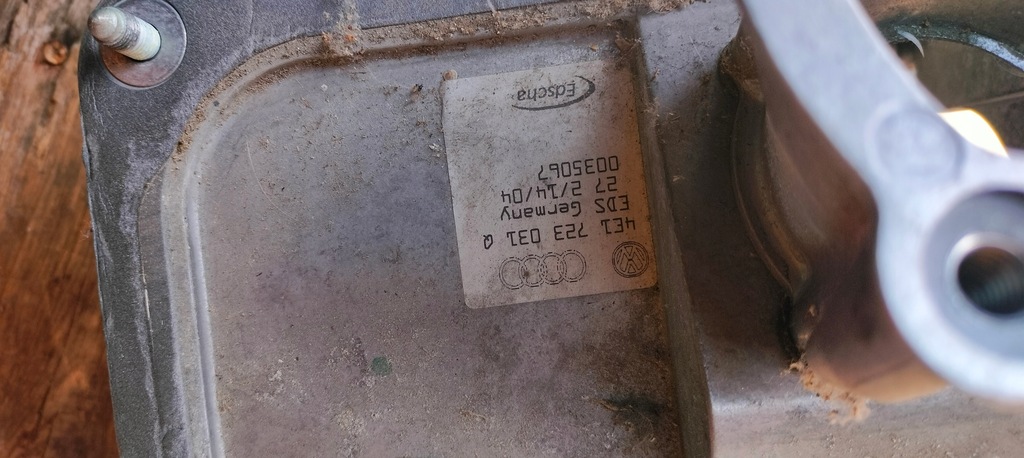 4E1 723 031 Q
EDS Germany
27 2/14/04
0035067
Edscha